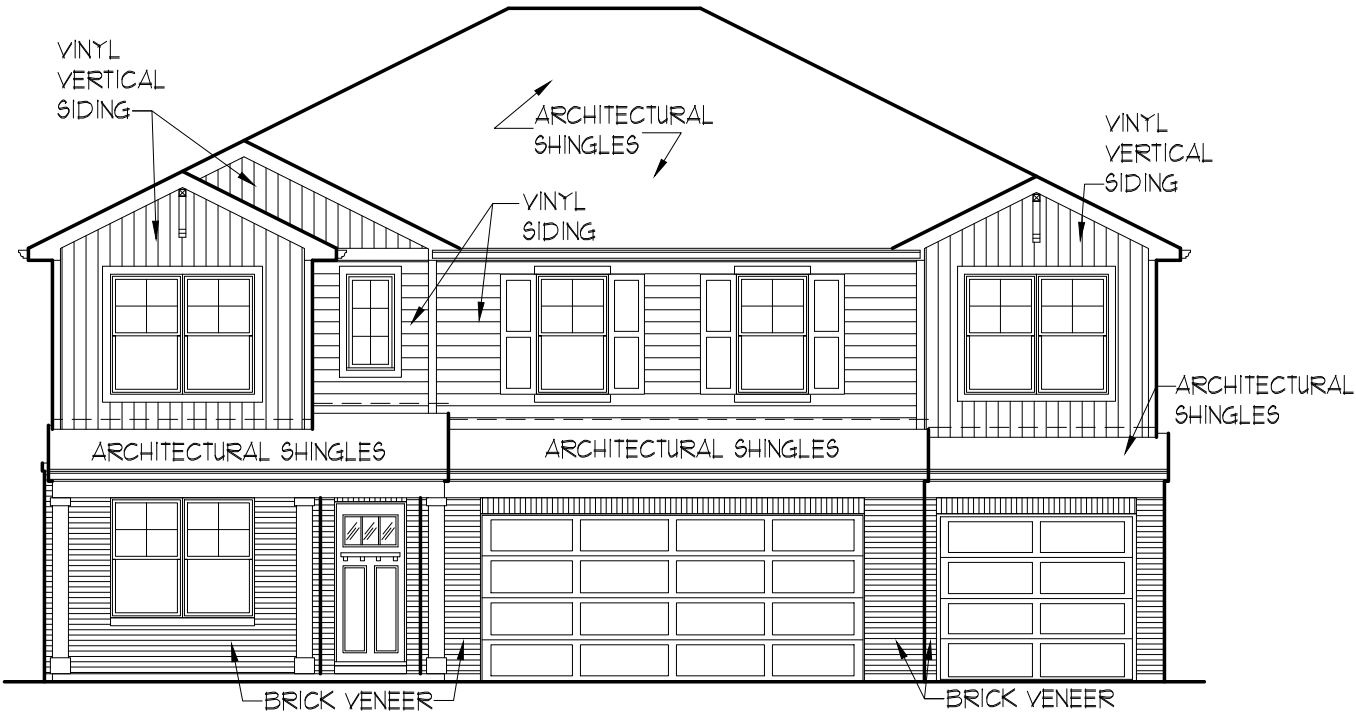 VINYL
VERTICAL
SIDING
ARCHITECTURAL
SHINGLES
VINYL
VERTICAL
SIDING
VINYL
SIDING
ARCHITECTURAL
SHINGLES
ARCHITECTURAL SHINGLES
ARCHITECTURAL SHINGLES
BRICK VENEER
BRICK VENEER